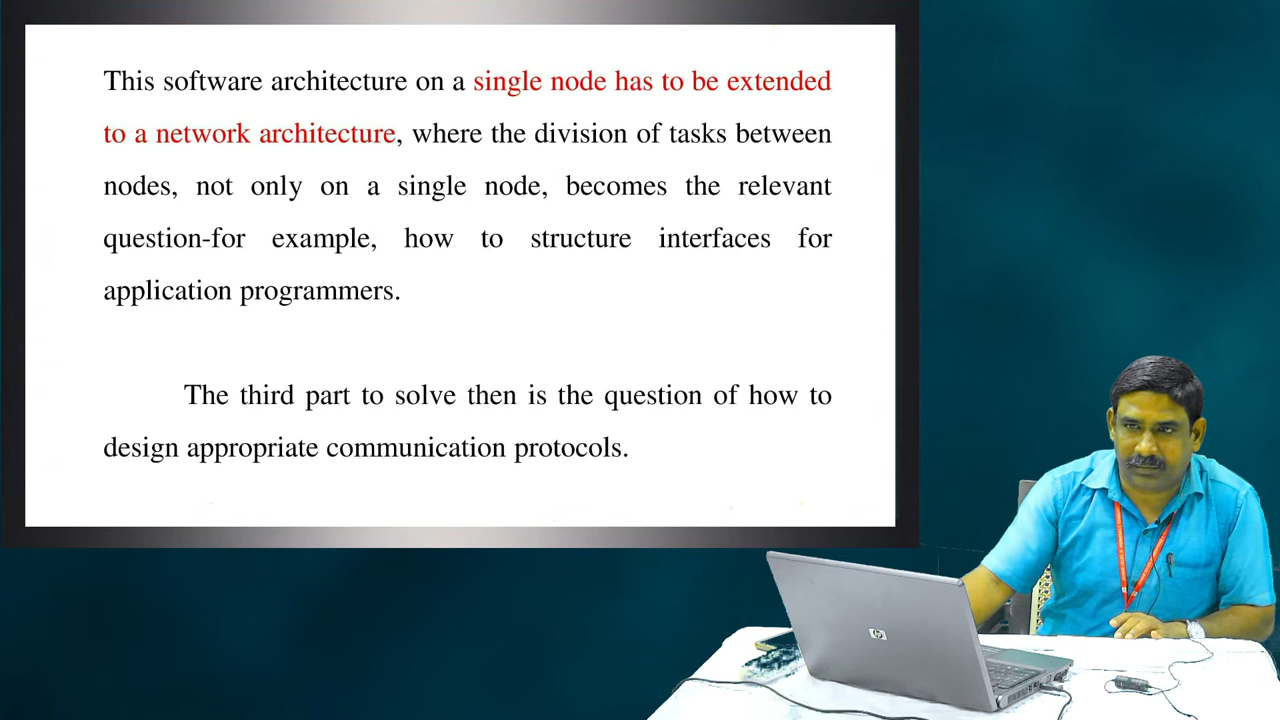 This software architecture on a single node has to be extended
to a network architecture, where the division of tasks between
nodes, not only on a single node, becomes the relevant
question-for example, how to structure interfaces for
application programmers.
The third part to solve then is the question of how to
design appropriate communication protocols.
hp